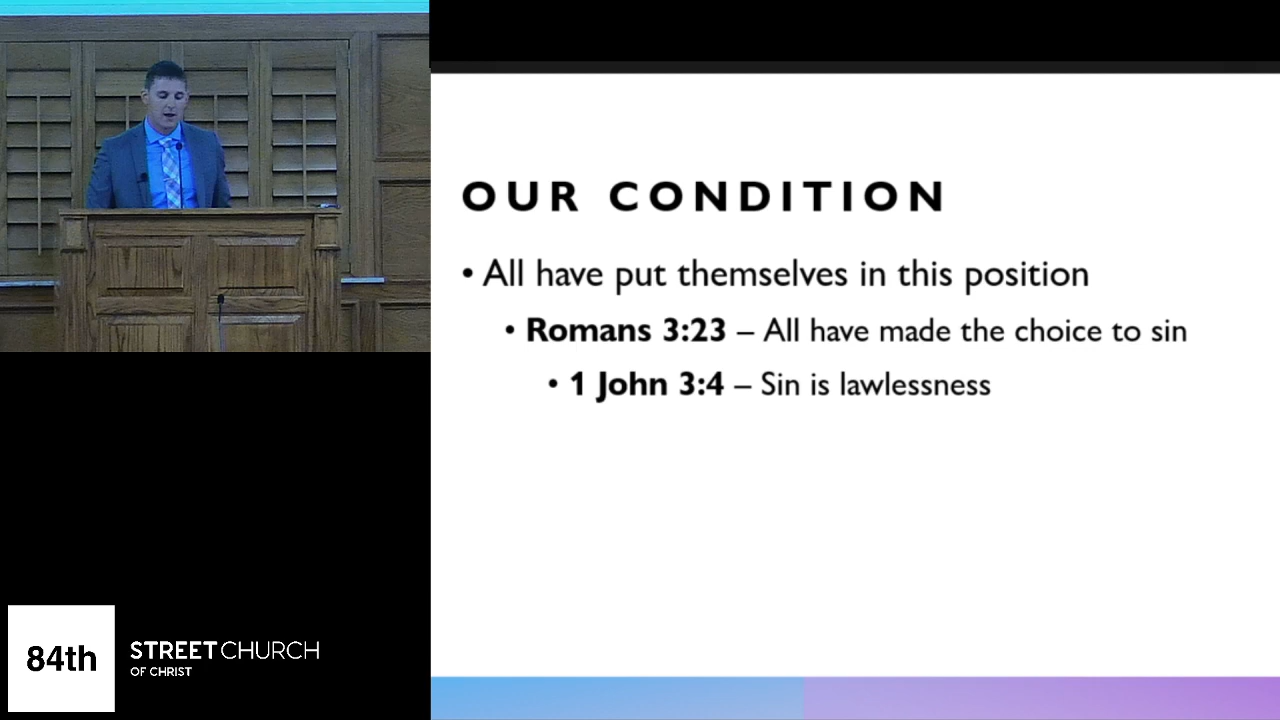 OUR CONDITION
• All have put themselves in this position
• Romans 3:23 – All have made the choice to sin
• 1 John 3:4 – Sin is lawlessness
84th
STREET CHURCH
OF CHRIST